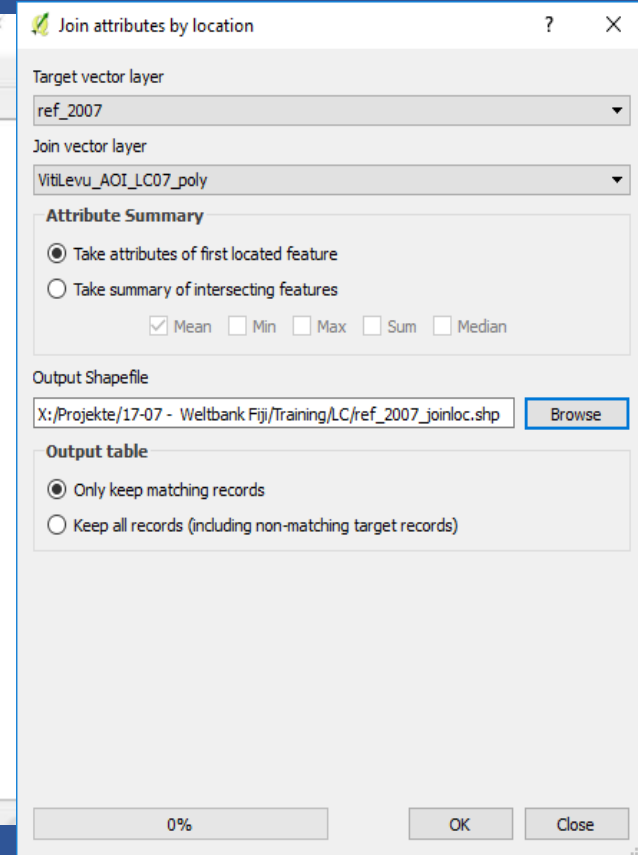 Join attributes by location ?
Target vector layer
ref_2007
Join vector layer
VitiLevu_AOI_LC07_poly
Attribute Summary
Take attributes of first located feature
Take summary of intersecting features
Mean Min Max Sum Median
Output Shapefile
X:/Projekte/17-07 - Weltbank Fiji/Training/LC/ref_2007_joinloc.shp Browse
Output table
Only keep matching records
Keep all records (including non-matching target records)
0% OK Close